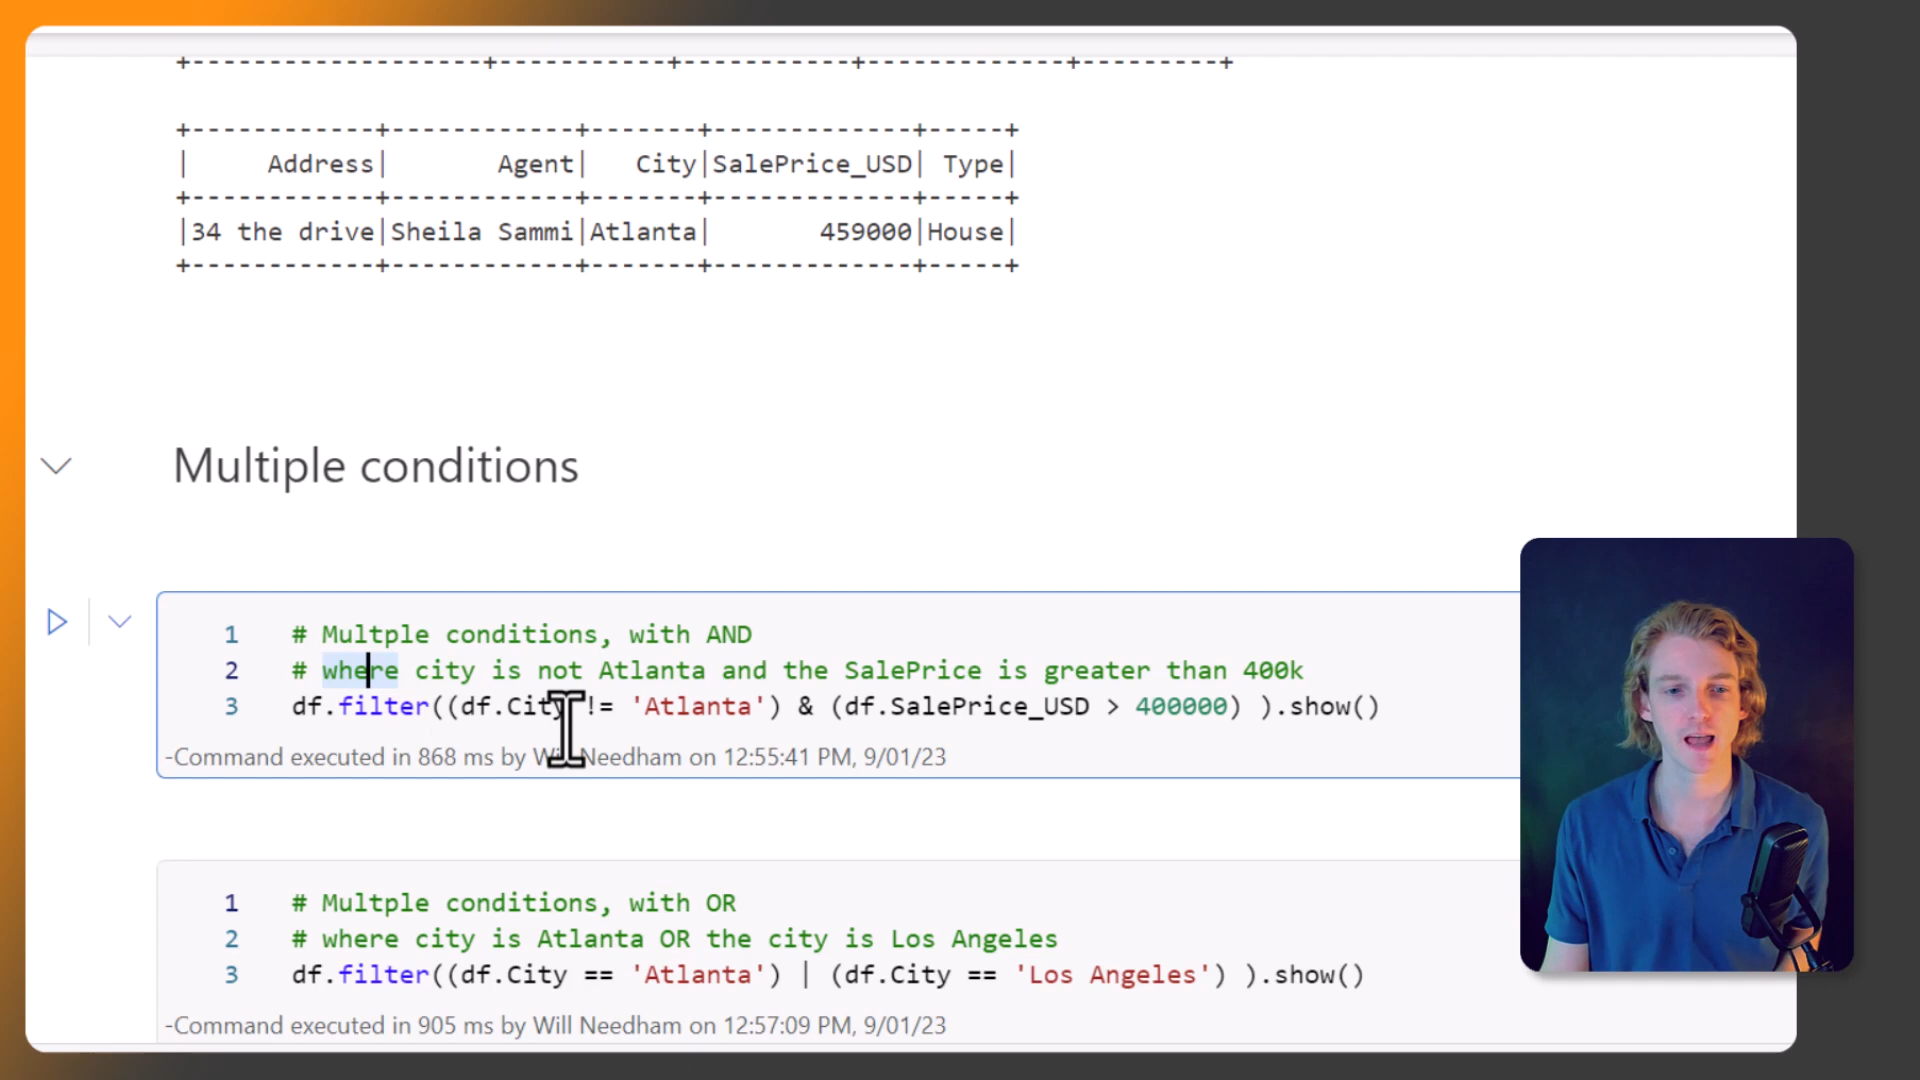 +-------------------+-----------+-----------+-------------+---------+
+------------+------------+-------+-------------+-----+
|     Address|       Agent|   City|SalePrice_USD| Type|
+------------+------------+-------+-------------+-----+
|34 the drive|Sheila Sammi|Atlanta|       459000|House|
+------------+------------+-------+-------------+-----+
Multiple conditions
1 # Multple conditions, with AND
2 # where city is not Atlanta and the SalePrice is greater than 400k
3 df.filter((df.City != 'Atlanta') & (df.SalePrice_USD > 400000) ).show()
-Command executed in 868 ms by Will Needham on 12:55:41 PM, 9/01/23
1 # Multple conditions, with OR
2 # where city is Atlanta OR the city is Los Angeles
3 df.filter((df.City == 'Atlanta') | (df.City == 'Los Angeles') ).show()
-Command executed in 905 ms by Will Needham on 12:57:09 PM, 9/01/23